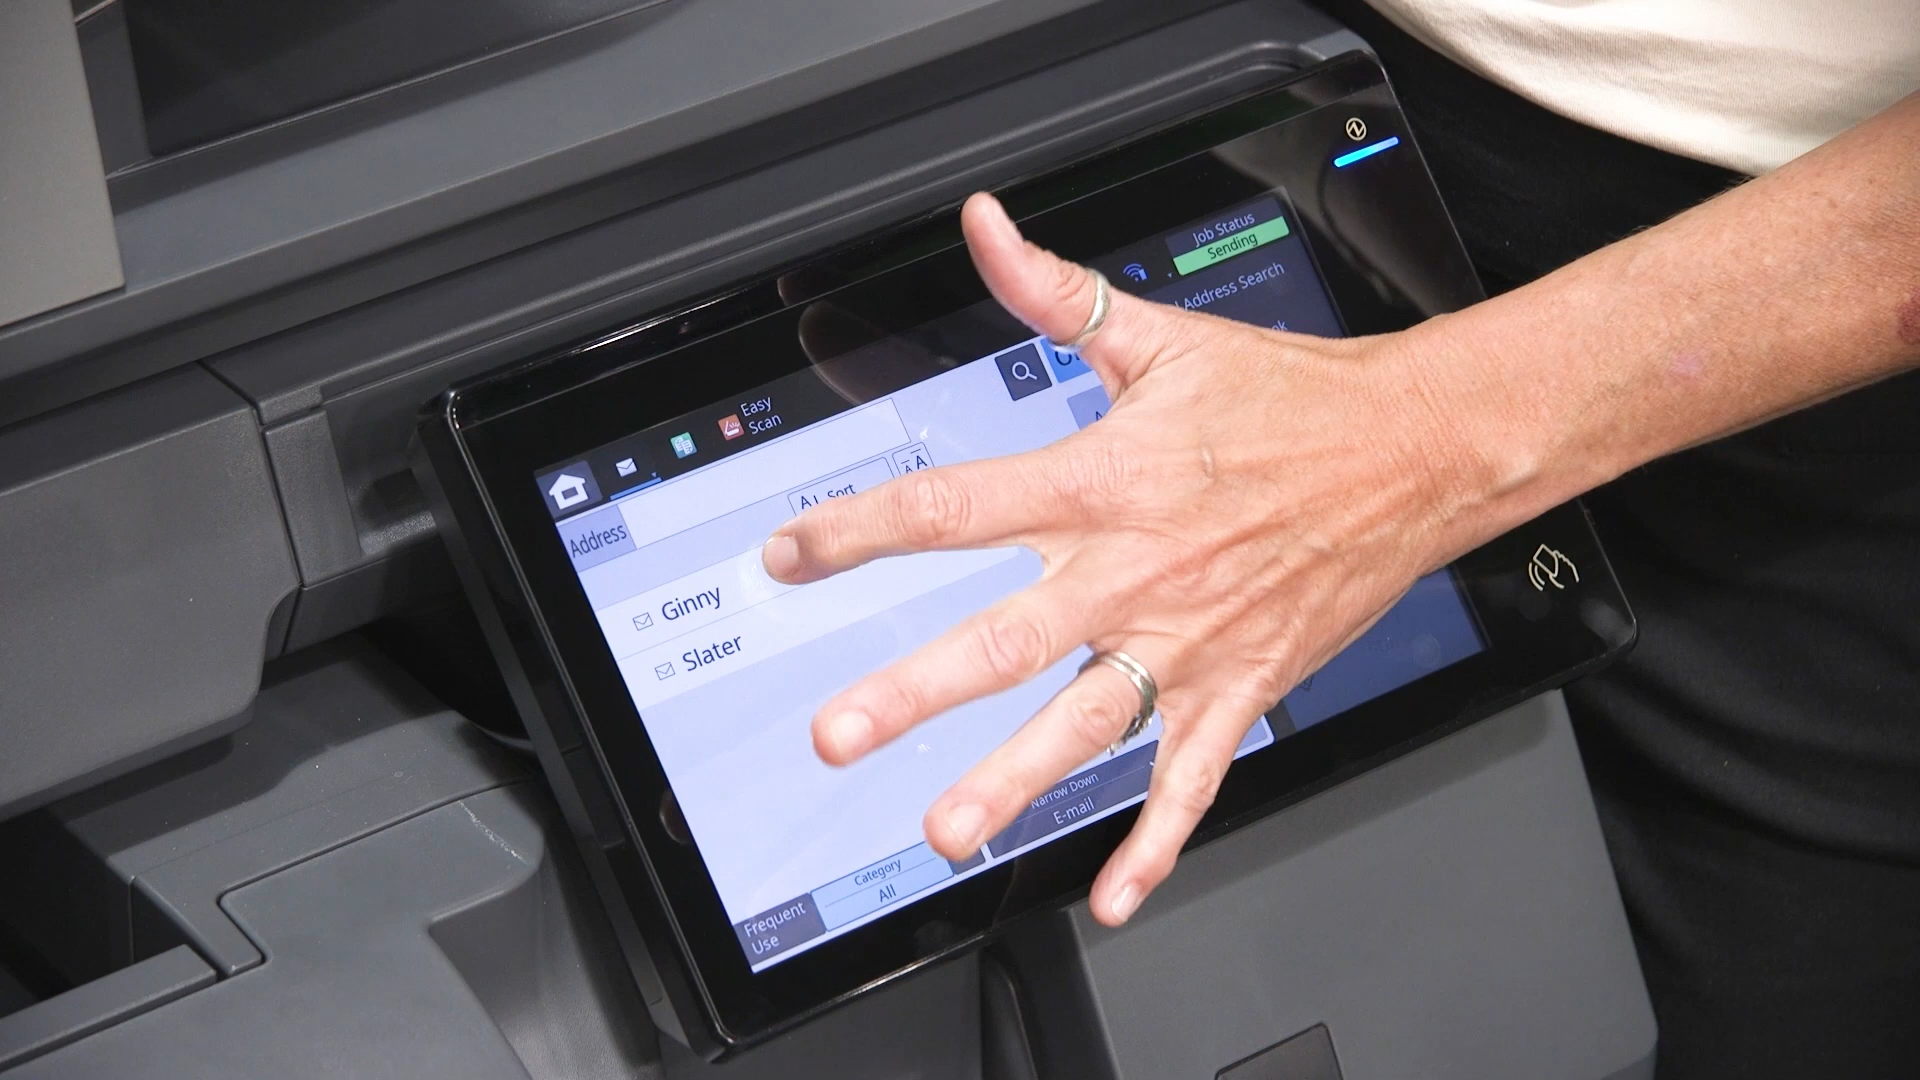 Job Status
Sending
Address Search
Easy
Scan
Address
Sort
Ginny
Slater
Narrow Down
E-mail
Category
All
Frequent
Use